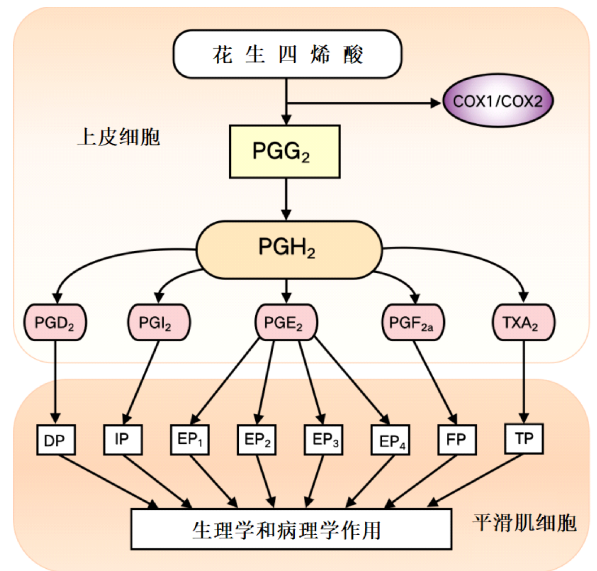 花生四烯酸
COX1/COX2
上皮细胞
PGG₂
PGH₂
PGD₂
PGI₂
PGE₂
PGF₂ₐ
TXA₂
DP
IP
EP₁
EP₂
EP₃
EP₄
FP
TP
生理学和病理学作用
平滑肌细胞